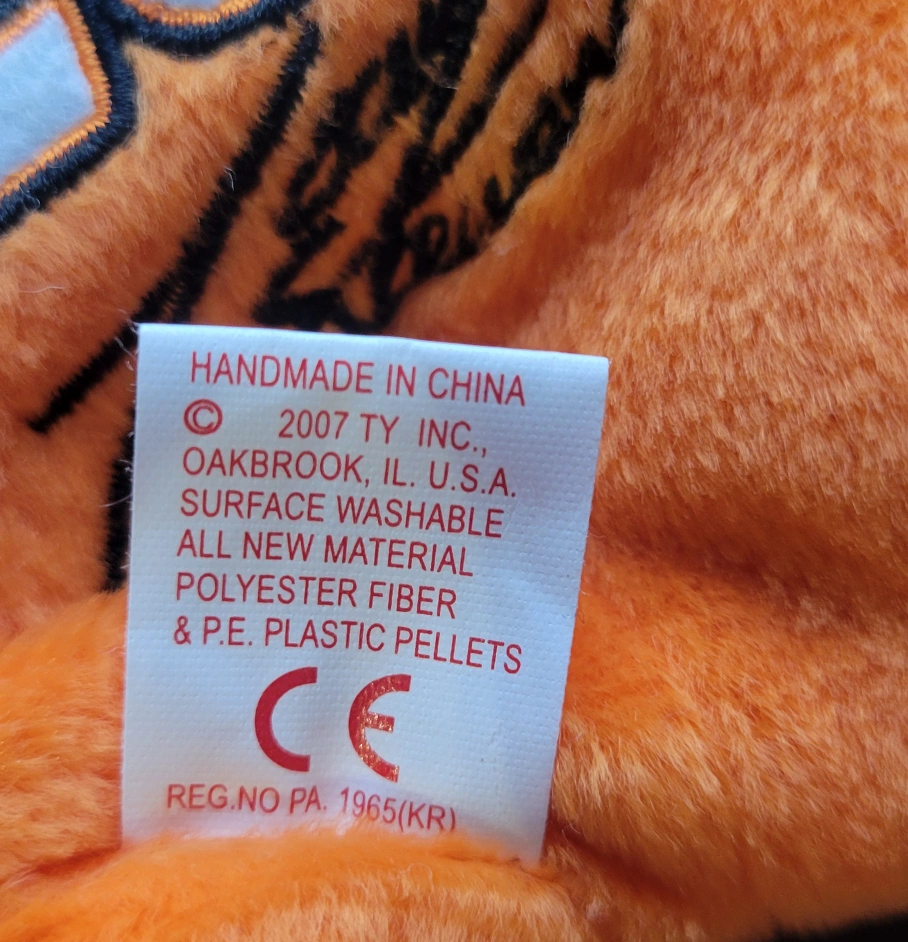 HANDMADE IN CHINA
© 2007 TY INC.,
OAKBROOK, IL. U.S.A.
SURFACE WASHABLE
ALL NEW MATERIAL
POLYESTER FIBER
& P.E. PLASTIC PELLETS
CE
REG.NO PA. 1965(KR)